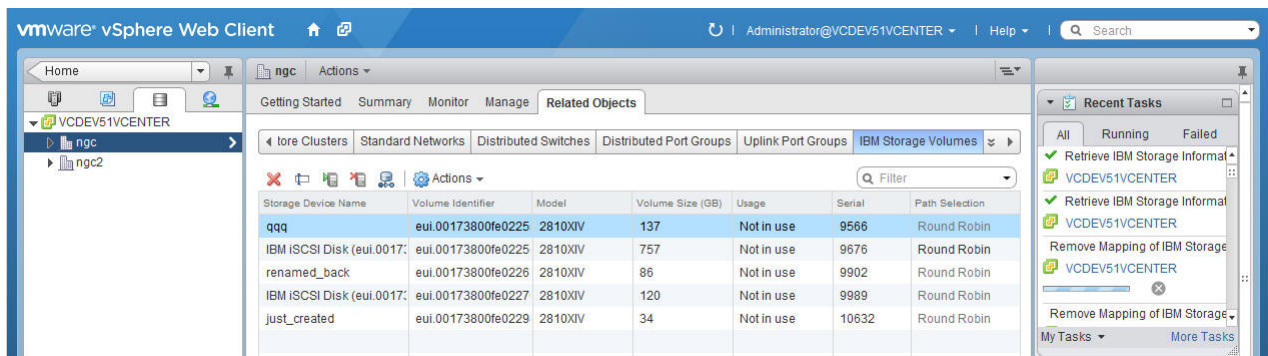 vmware® vSphere Web Client
Administrator@VCDEV51VCENTER
Help
Search
Home
VCDEV51VCENTER
ngc
ngc2
ngc Actions
Getting Started Summary Monitor Manage Related Objects
tore Clusters Standard Networks Distributed Switches Distributed Port Groups Uplink Port Groups IBM Storage Volumes
Actions
Filter
Storage Device Name Volume Identifier Model Volume Size (GB) Usage Serial Path Selection
qqq eui.00173800fe0225 2810XIV 137 Not in use 9566 Round Robin
IBM iSCSI Disk (eui.0017: eui.00173800fe0225 2810XIV 757 Not in use 9676 Round Robin
renamed_back eui.00173800fe0226 2810XIV 86 Not in use 9902 Round Robin
IBM iSCSI Disk (eui.0017: eui.00173800fe0227 2810XIV 120 Not in use 9989 Round Robin
just_created eui.00173800fe0229 2810XIV 34 Not in use 10632 Round Robin
Recent Tasks
All Running Failed
Retrieve IBM Storage Informat
VCDEV51VCENTER
Retrieve IBM Storage Informat
VCDEV51VCENTER
Remove Mapping of IBM Storage
VCDEV51VCENTER
Remove Mapping of IBM Storage
My Tasks More Tasks